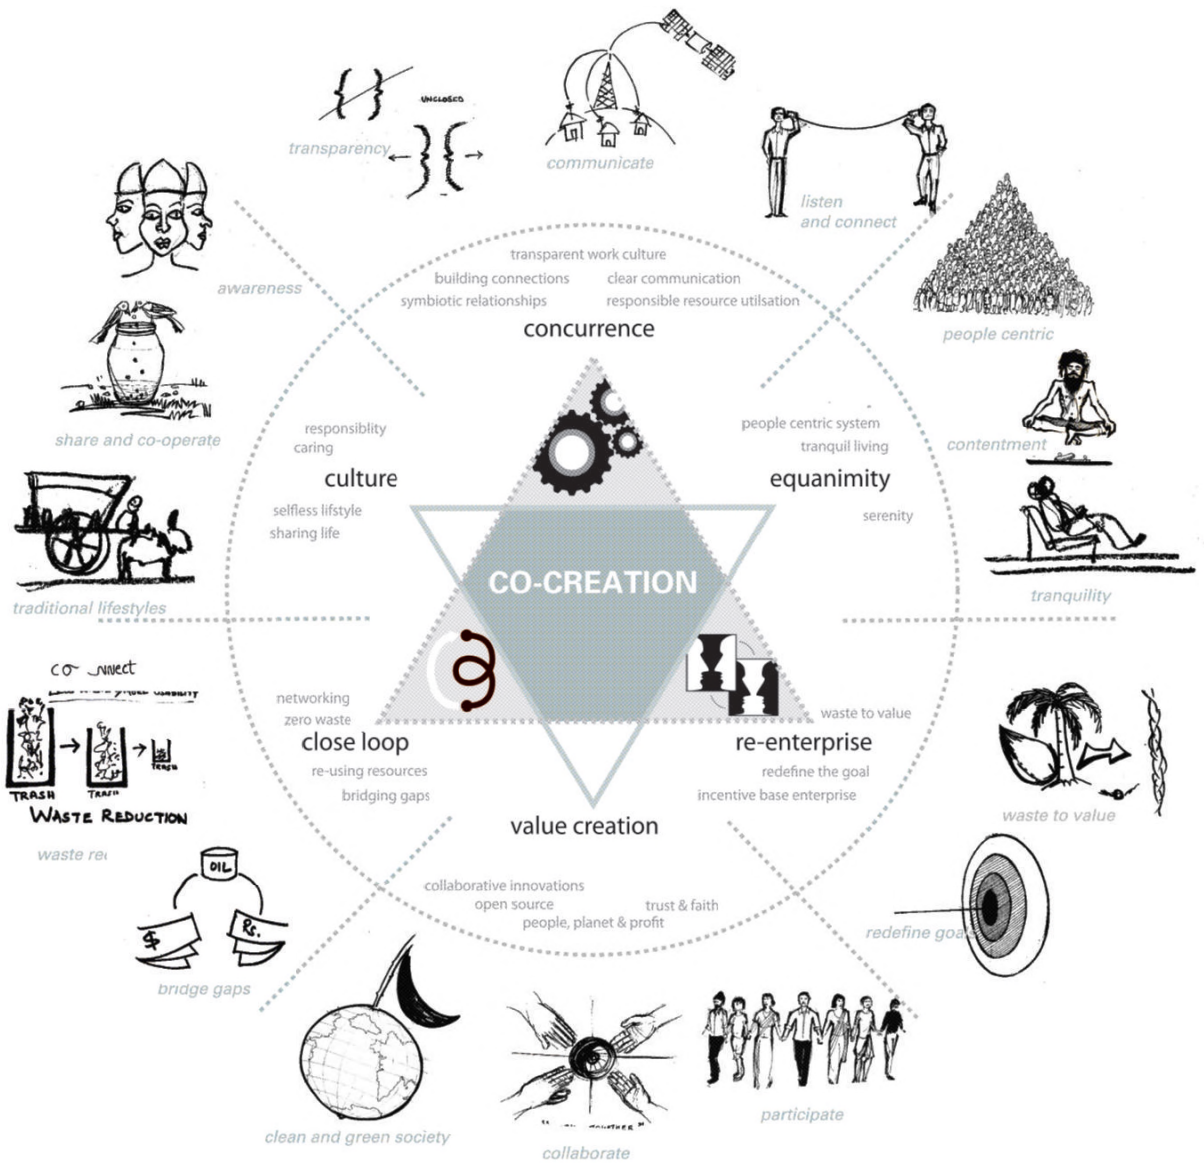 UNCLOSED
transparency
communicate
listen
and connect
awareness
people centric
share and co-operate
contentment
traditional lifestyles
tranquility
transparent work culture
building connections
clear communication
symbiotic relationships
responsible resource utilsation
concurrence
responsiblity
caring
culture
selfless lifstyle
sharing life
people centric system
tranquil living
equanimity
serenity
CO-CREATION
networking
zero waste
close loop
re-using resources
bridging gaps
waste to value
re-enterprise
redefine the goal
incentive base enterprise
value creation
collaborative innovations
open source
trust & faith
people, planet & profit
co nnect
USABILITY
TRASH
TRASH
TRASH
WASTE REDUCTION
waste rec
OIL
$
Rs.
bridge gaps
waste to value
redefine goal
clean and green society
TOGETHER"
collaborate
participate